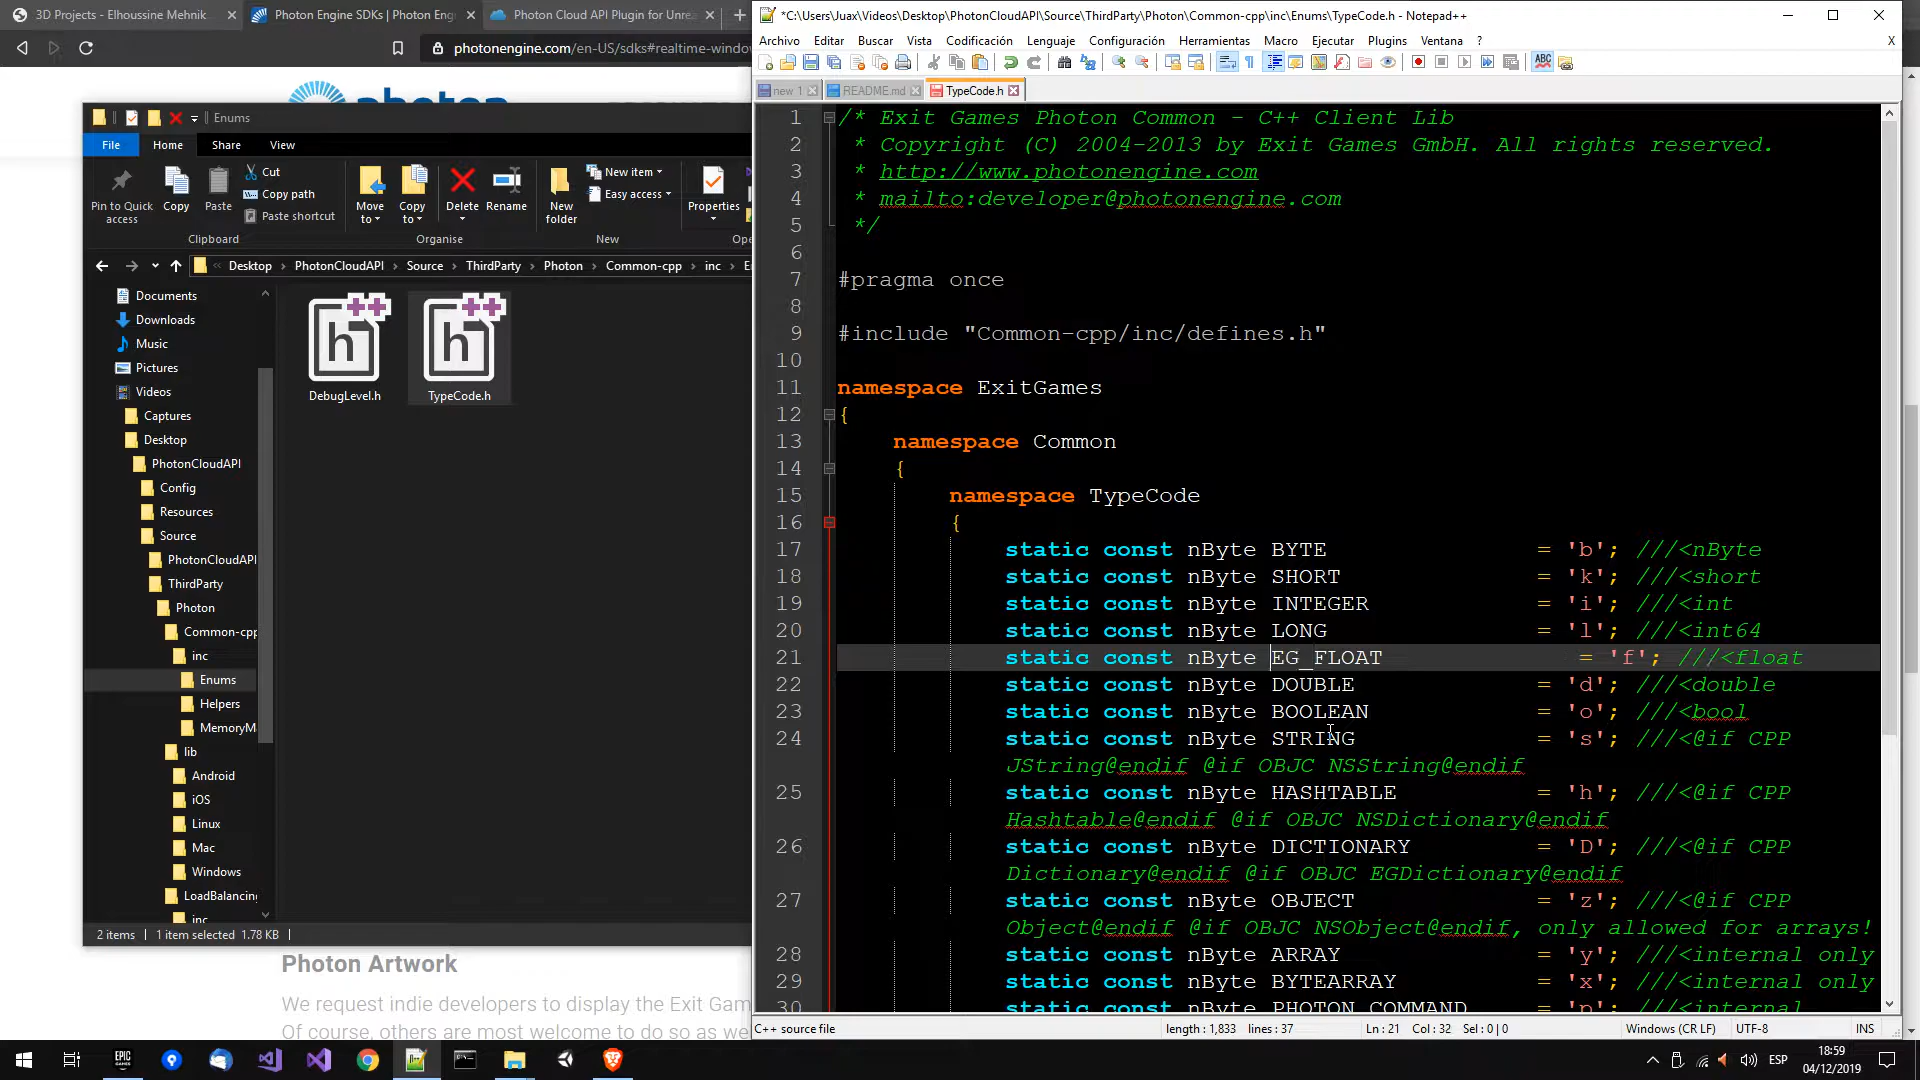 3D Projects - Elhoussine Mehnik
Photon Engine SDKs | Photon Eng
Photon Cloud API Plugin for Unre
photonengine.com/en-US/sdks#realtime-windo
photon
Enums
File
Home
Share
View
Pin to Quick access
Copy
Paste
Cut
Copy path
Paste shortcut
Move to
Copy to
Delete
Rename
New folder
New item
Easy access
Properties
Clipboard
Organise
New
Desktop
PhotonCloudAPI
Source
ThirdParty
Photon
Common-cpp
inc
Documents
Downloads
Music
Pictures
Videos
Captures
Desktop
PhotonCloudAPI
Config
Resources
Source
PhotonCloudAPI
ThirdParty
Photon
Common-cpp
inc
Enums
Helpers
MemoryM
lib
Android
iOS
Linux
Mac
Windows
LoadBalancing
inc
DebugLevel.h
TypeCode.h
2 items
1 item selected 1.78 KB
Photon Artwork
We request indie developers to display the Exit Gam
Of course, others are most welcome to do so as we
*C:\Users\Juax\Videos\Desktop\PhotonCloudAPI\Source\ThirdParty\Photon\Common-cpp\inc\Enums\TypeCode.h - Notepad++
Archivo Editar Buscar Vista Codificación Lenguaje Configuración Herramientas Macro Ejecutar Plugins Ventana ? X
new 1
README.md
TypeCode.h
1 /* Exit Games Photon Common - C++ Client Lib
2 * Copyright (C) 2004-2013 by Exit Games GmbH. All rights reserved.
3 * http://www.photonengine.com
4 * mailto:developer@photonengine.com
5 */
6
7 #pragma once
8
9 #include "Common-cpp/inc/defines.h"
10
11 namespace ExitGames
12 {
13 namespace Common
14 {
15 namespace TypeCode
16 {
17 static const nByte BYTE = 'b'; ///<nByte
18 static const nByte SHORT = 'k'; ///<short
19 static const nByte INTEGER = 'i'; ///<int
20 static const nByte LONG = 'l'; ///<int64
21 static const nByte EG_FLOAT = 'f'; ///<float
22 static const nByte DOUBLE = 'd'; ///<double
23 static const nByte BOOLEAN = 'o'; ///<bool
24 static const nByte STRING = 's'; ///<@if CPP
JString@endif @if OBJC NSString@endif
25 static const nByte HASHTABLE = 'h'; ///<@if CPP
Hashtable@endif @if OBJC NSDictionary@endif
26 static const nByte DICTIONARY = 'D'; ///<@if CPP
Dictionary@endif @if OBJC EGDictionary@endif
27 static const nByte OBJECT = 'z'; ///<@if CPP
Object@endif @if OBJC NSObject@endif, only allowed for arrays!
28 static const nByte ARRAY = 'y'; ///<internal only
29 static const nByte BYTEARRAY = 'x'; ///<internal only
30 static const nByte PHOTON_COMMAND = 'p'; ///<internal
C++ source file
length : 1,833 lines : 37
Ln : 21 Col : 32 Sel : 0 | 0
Windows (CR LF)
UTF-8
INS
EPIC GAMES
ESP
18:59
04/12/2019